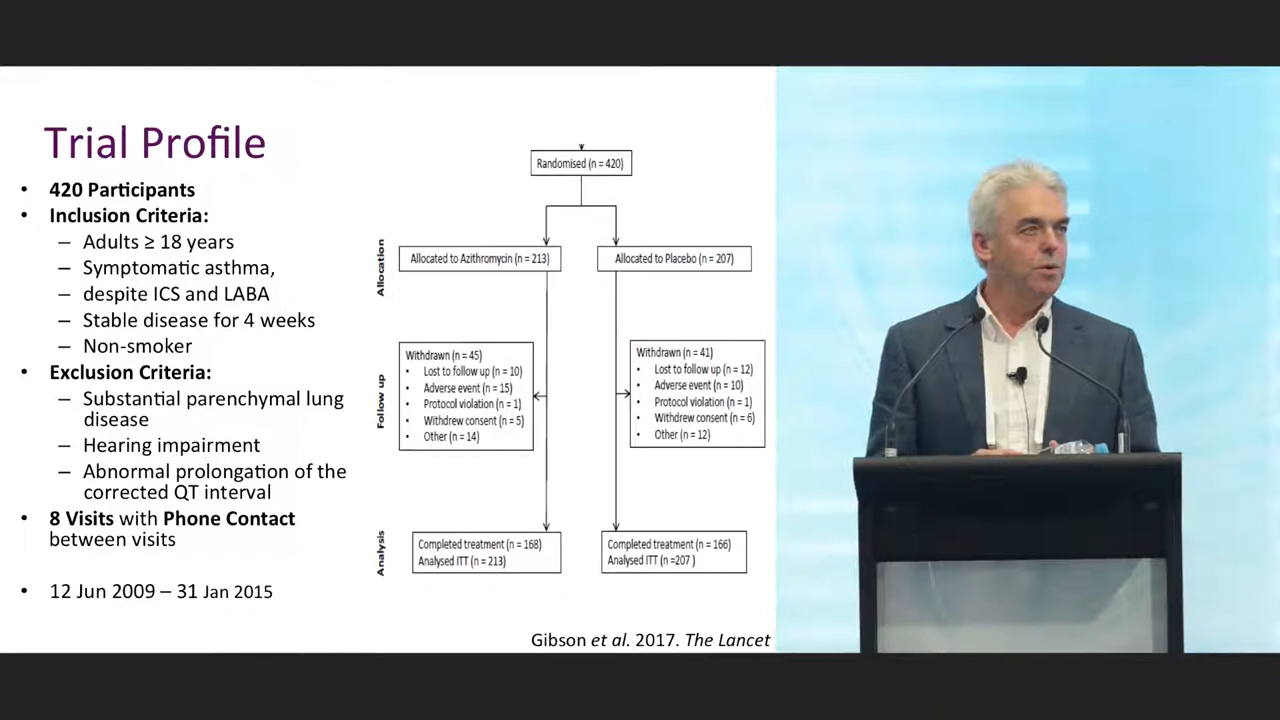 Trial Profile
• 420 Participants
• Inclusion Criteria:
– Adults ≥ 18 years
– Symptomatic asthma,
– despite ICS and LABA
– Stable disease for 4 weeks
– Non-smoker
• Exclusion Criteria:
– Substantial parenchymal lung
disease
– Hearing impairment
– Abnormal prolongation of the
corrected QT interval
• 8 Visits with Phone Contact
between visits
• 12 Jun 2009 – 31 Jan 2015
Randomised (n = 420)
Allocation
Allocated to Azithromycin (n = 213)
Allocated to Placebo (n = 207)
Follow up
Withdrawn (n = 45)
• Lost to follow up (n = 10)
• Adverse event (n = 15)
• Protocol violation (n = 1)
• Withdrew consent (n = 5)
• Other (n = 14)
Withdrawn (n = 41)
• Lost to follow up (n = 12)
• Adverse event (n = 10)
• Protocol violation (n = 1)
• Withdrew consent (n = 6)
• Other (n = 12)
Analysis
Completed treatment (n = 168)
Analysed ITT (n = 213)
Completed treatment (n = 166)
Analysed ITT (n =207 )
Gibson et al. 2017. The Lancet